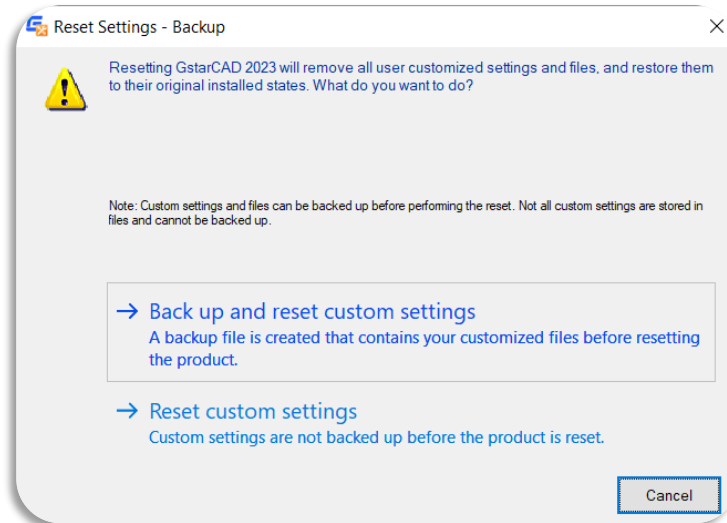 Reset Settings - Backup
Resetting GstarCAD 2023 will remove all user customized settings and files, and restore them
to their original installed states. What do you want to do?
Note: Custom settings and files can be backed up before performing the reset. Not all custom settings are stored in
files and cannot be backed up.
→ Back up and reset custom settings
A backup file is created that contains your customized files before resetting
the product.
→ Reset custom settings
Custom settings are not backed up before the product is reset.
Cancel